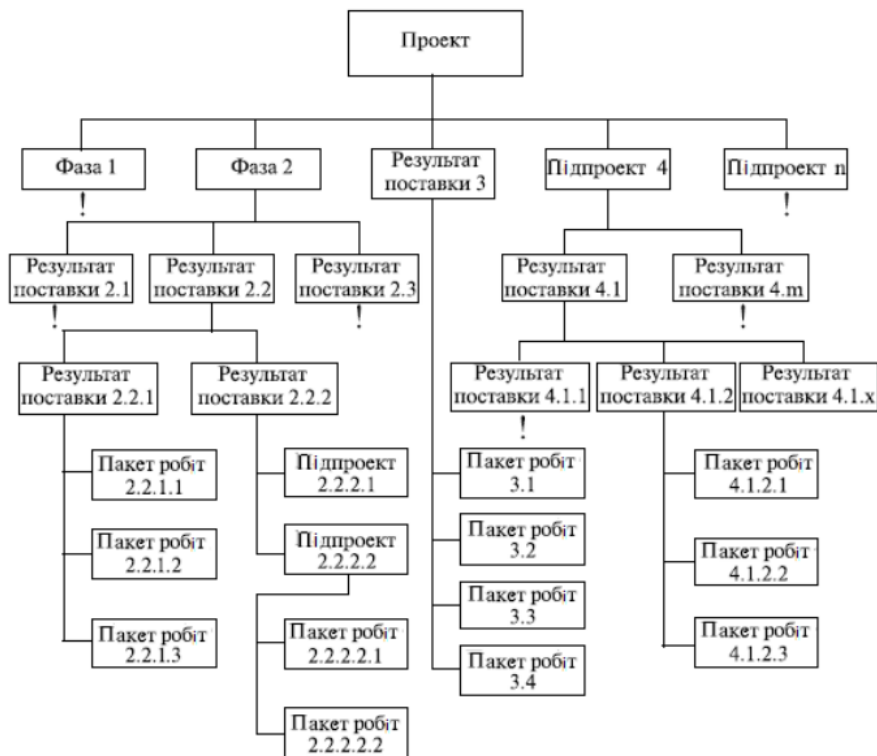 Проект
Фаза 1
Фаза 2
Результат
поставки 3
Підпроект 4
Підпроект n
!
!
Результат
поставки 2.1
Результат
поставки 2.2
Результат
поставки 2.3
Результат
поставки 4.1
Результат
поставки 4.m
!
!
!
Результат
поставки 2.2.1
Результат
поставки 2.2.2
Результат
поставки 4.1.1
Результат
поставки 4.1.2
Результат
поставки 4.1.x
!
Пакет робіт
2.2.1.1
Підпроект
2.2.2.1
Пакет робіт
3.1
Пакет робіт
4.1.2.1
Пакет робіт
2.2.1.2
Підпроект
2.2.2.2
Пакет робіт
3.2
Пакет робіт
4.1.2.2
Пакет робіт
3.3
Пакет робіт
2.2.1.3
Пакет робіт
2.2.2.2.1
Пакет робіт
4.1.2.3
Пакет робіт
3.4
Пакет робіт
2.2.2.2.2